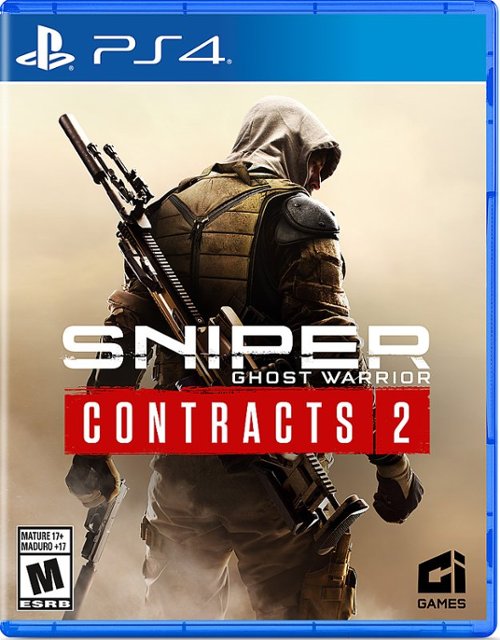 PS4
SNIPER
GHOST WARRIOR
CONTRACTS 2
MATURE 17+
MADURO +17
M
ESRB
CI
GAMES